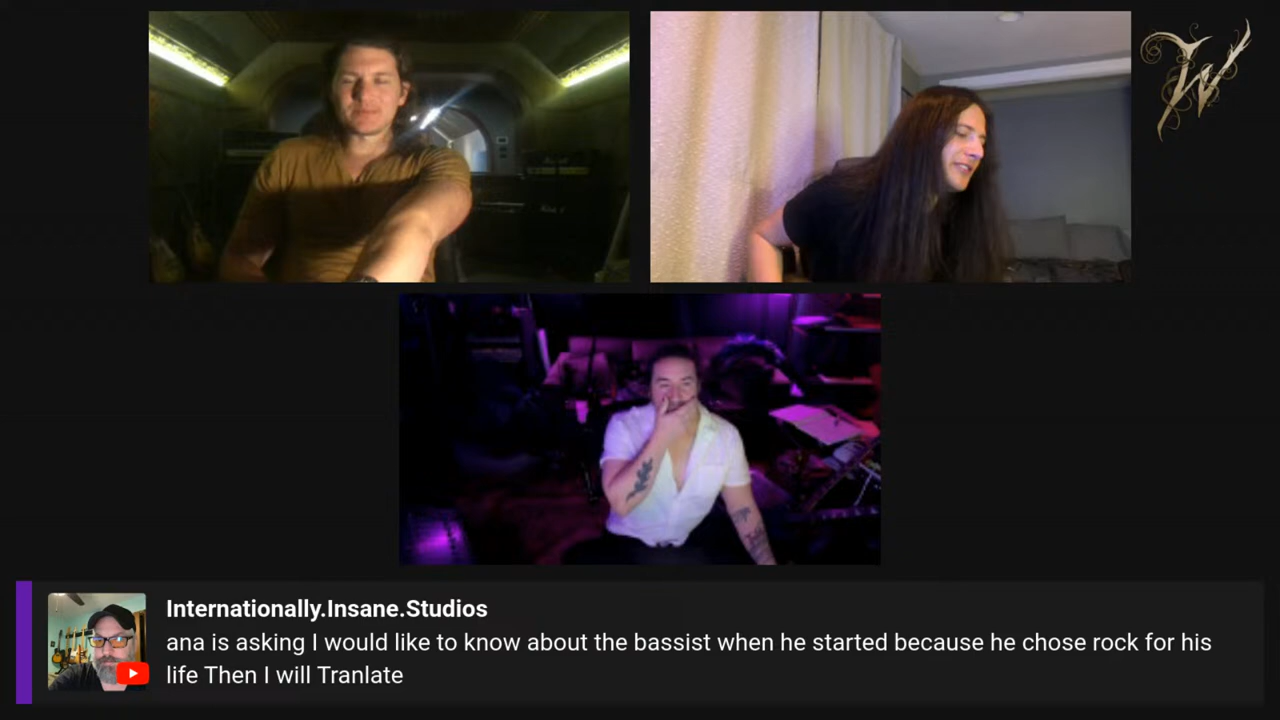 W
Internationally.Insane.Studios
ana is asking I would like to know about the bassist when he started because he chose rock for his
life Then I will Tranlate